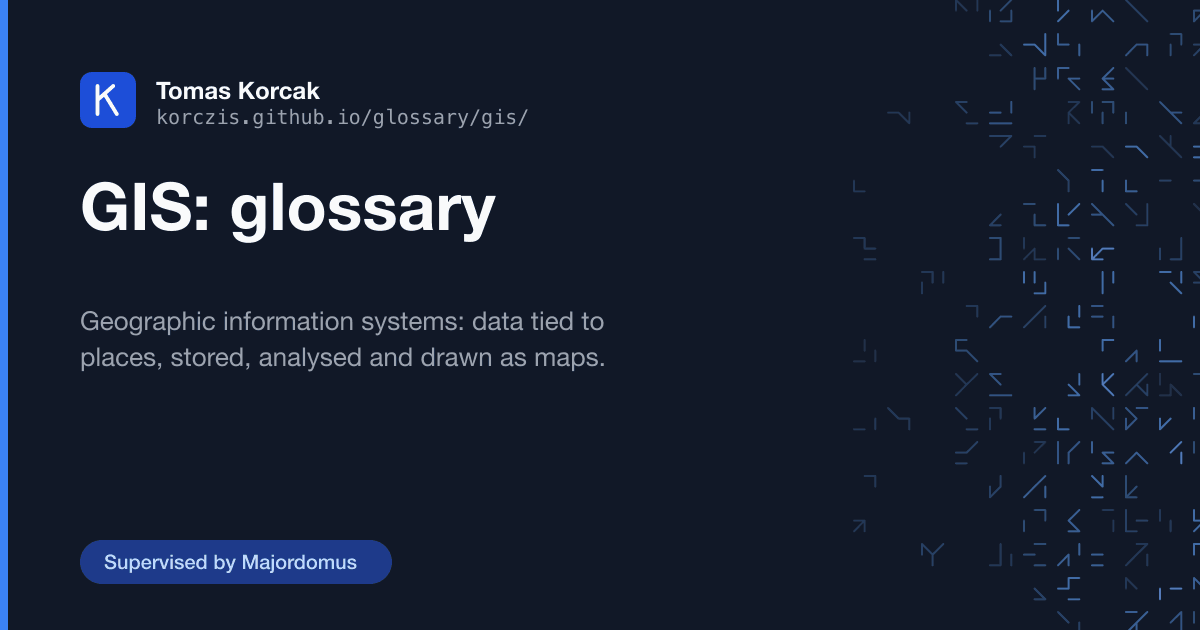 K
Tomas Korcak
korczis.github.io/glossary/gis/
GIS: glossary
Geographic information systems: data tied to
places, stored, analysed and drawn as maps.
Supervised by Majordomus